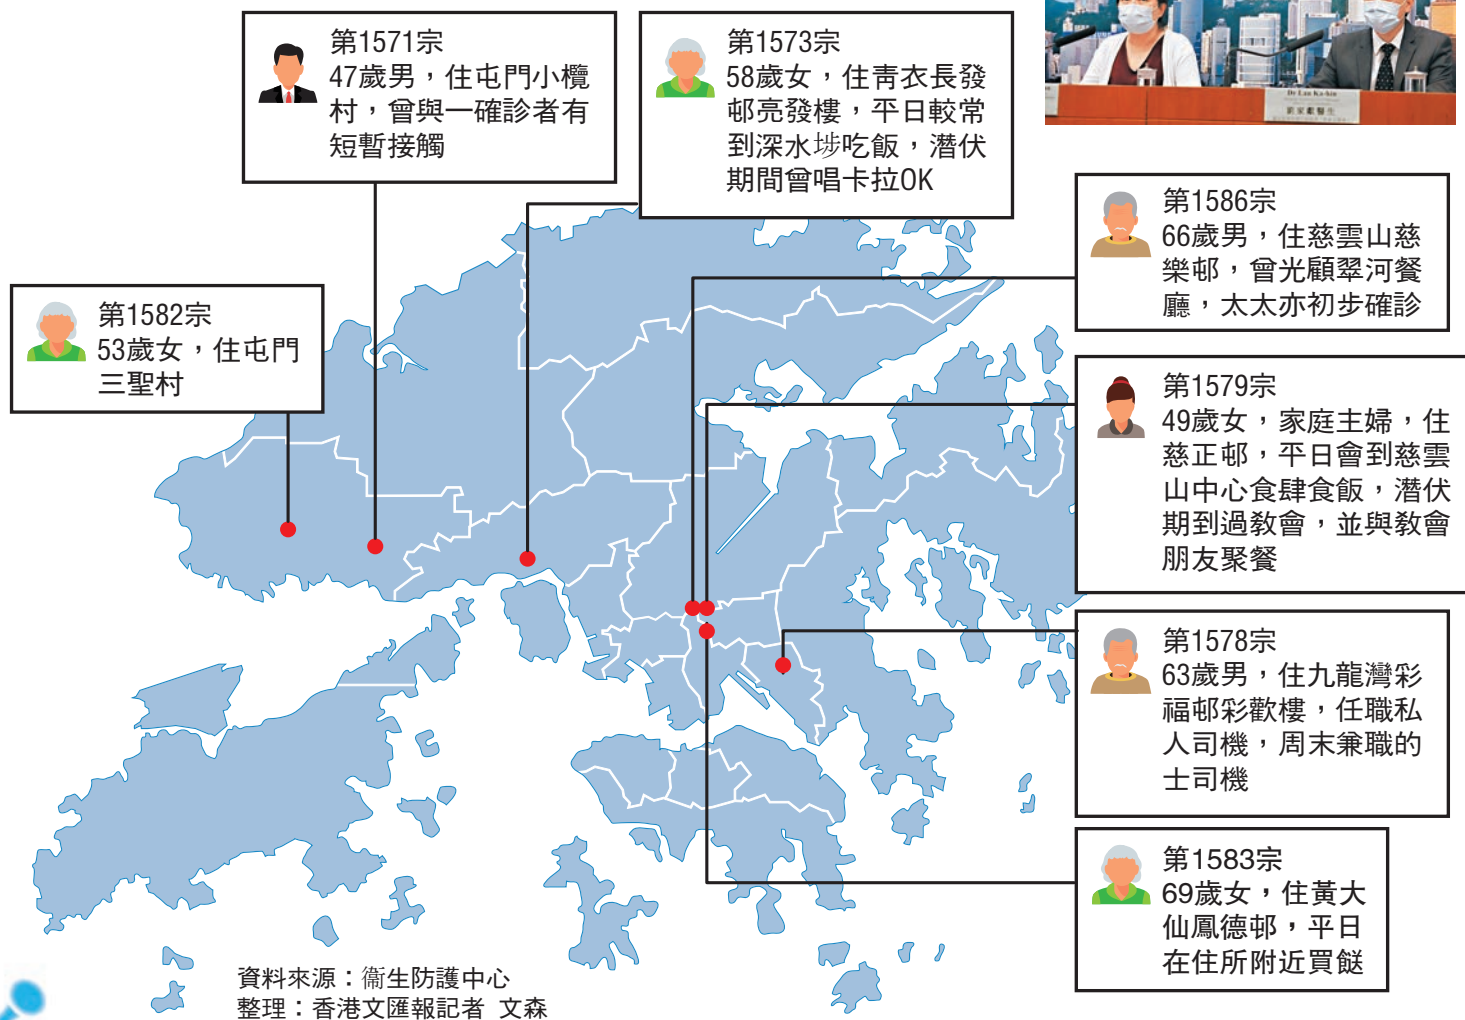 第1571宗
47歲男，住屯門小欖
村，曾與一確診者有
短暫接觸
第1573宗
58歲女，住青衣長發
邨亮發樓，平日較常
到深水埗吃飯，潛伏
期間曾唱卡拉OK
Dr Lau Ka-hin
劉家獻醫生
第1586宗
66歲男，住慈雲山慈
樂邨，曾光顧翠河餐
廳，太太亦初步確診
第1582宗
53歲女，住屯門
三聖村
第1579宗
49歲女，家庭主婦，住
慈正邨，平日會到慈雲
山中心食肆食飯，潛伏
期到過教會，並與教會
朋友聚餐
第1578宗
63歲男，住九龍灣彩
福邨彩歡樓，任職私
人司機，周末兼職的
士司機
第1583宗
69歲女，住黃大
仙鳳德邨，平日
在住所附近買餸
資料來源：衞生防護中心
整理：香港文匯報記者 文森